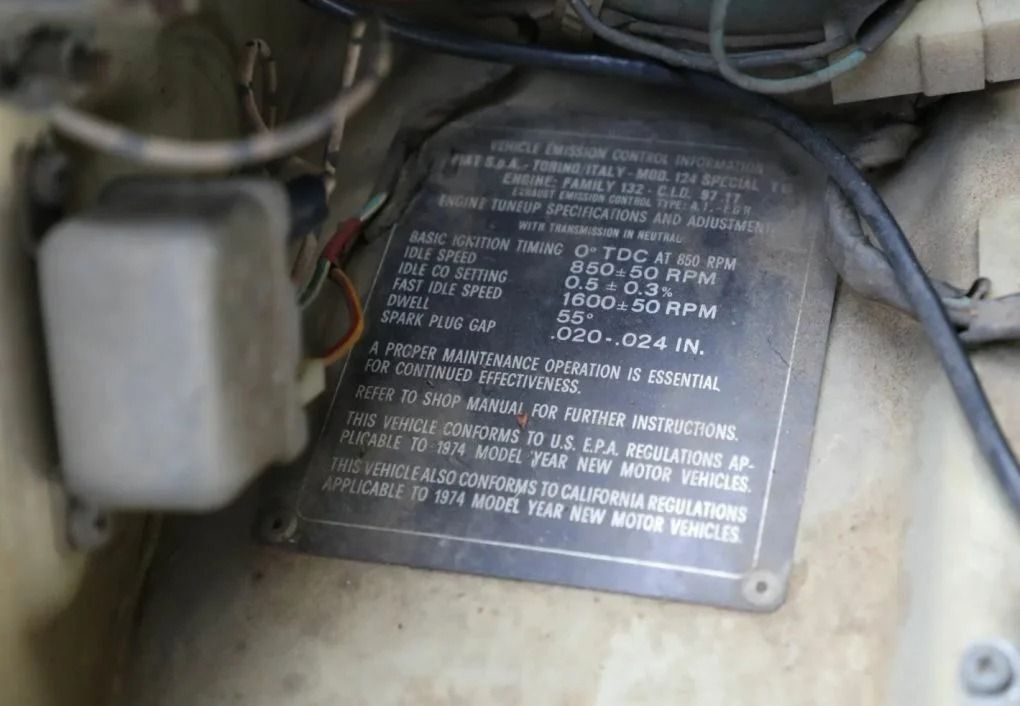 VEHICLE EMISSION CONTROL INFORMATION
FIAT S.p.A. - TORINO/ITALY - MOD. 124 SPECIAL T
ENGINE: FAMILY 132 - C.I.D. 97
EXHAUST EMISSION CONTROL TYPE: A.I. - E.G.R.
ENGINE TUNEUP SPECIFICATIONS AND ADJUSTMENT
WITH TRANSMISSION IN NEUTRAL
BASIC IGNITION TIMING 0° TDC AT 850 RPM
IDLE SPEED 850±50 RPM
IDLE CO SETTING 0.5 ± 0.3%
FAST IDLE SPEED 1600±50 RPM
DWELL 55°
SPARK PLUG GAP .020-.024 IN.
A PROPER MAINTENANCE OPERATION IS ESSENTIAL
FOR CONTINUED EFFECTIVENESS.
REFER TO SHOP MANUAL FOR FURTHER INSTRUCTIONS.
THIS VEHICLE CONFORMS TO U.S. E.P.A. REGULATIONS AP-
PLICABLE TO 1974 MODEL YEAR NEW MOTOR VEHICLES.
THIS VEHICLE ALSO CONFORMS TO CALIFORNIA REGULATIONS
APPLICABLE TO 1974 MODEL YEAR NEW MOTOR VEHICLES.